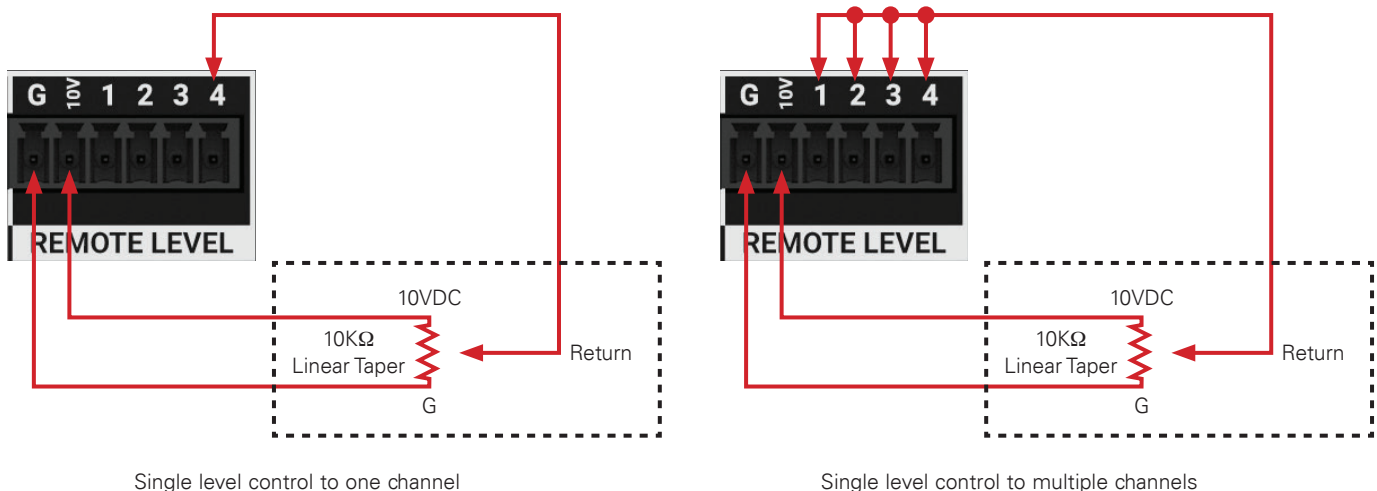 G 10V 1 2 3 4
REMOTE LEVEL
10VDC
10KΩ
Linear Taper
Return
G
Single level control to one channel
G 10V 1 2 3 4
REMOTE LEVEL
10VDC
10KΩ
Linear Taper
Return
G
Single level control to multiple channels